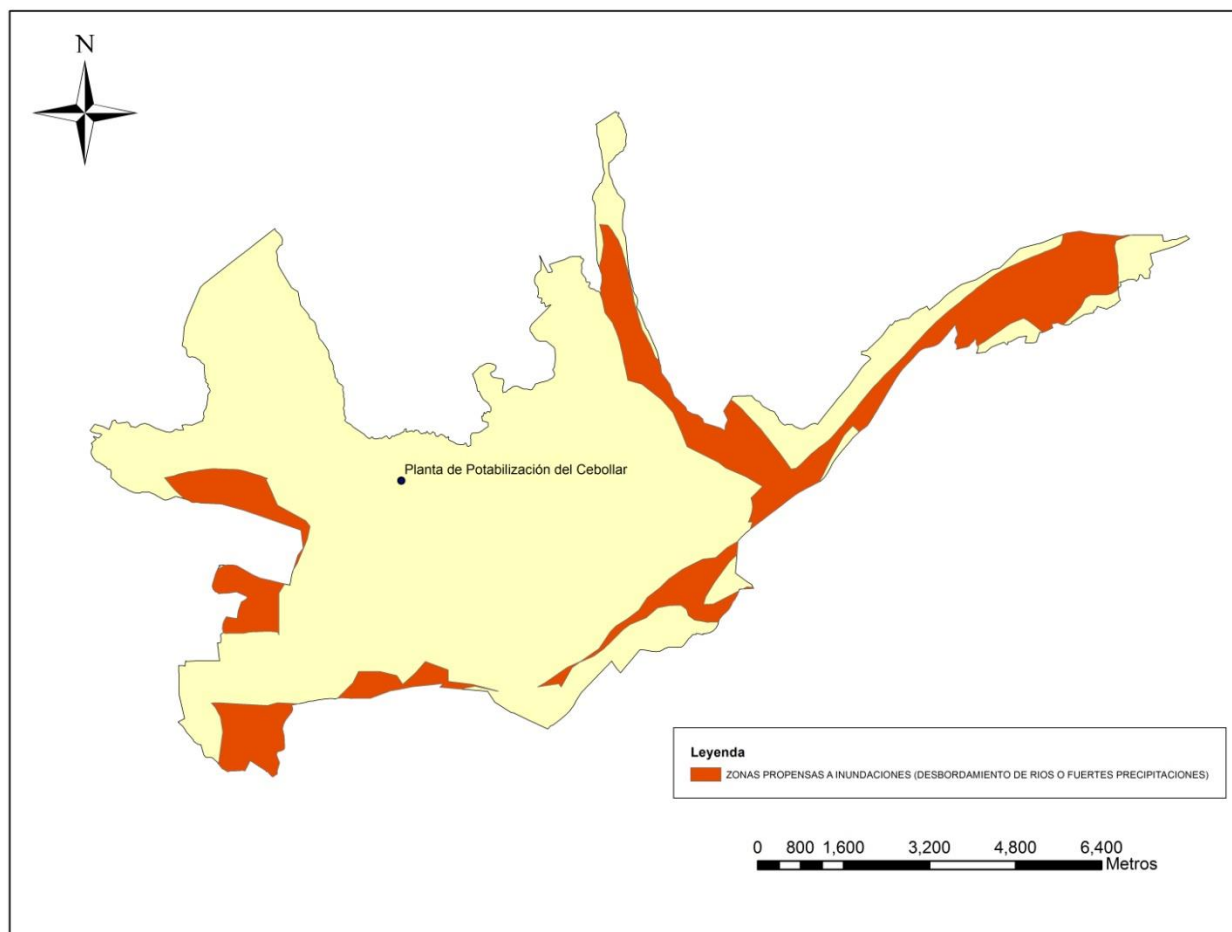 N
Planta de Potabilización del Cebollar
Leyenda
ZONAS PROPENSAS A INUNDACIONES (DESBORDAMIENTO DE RIOS O FUERTES PRECIPITACIONES)
0 800 1,600 3,200 4,800 6,400
Metros